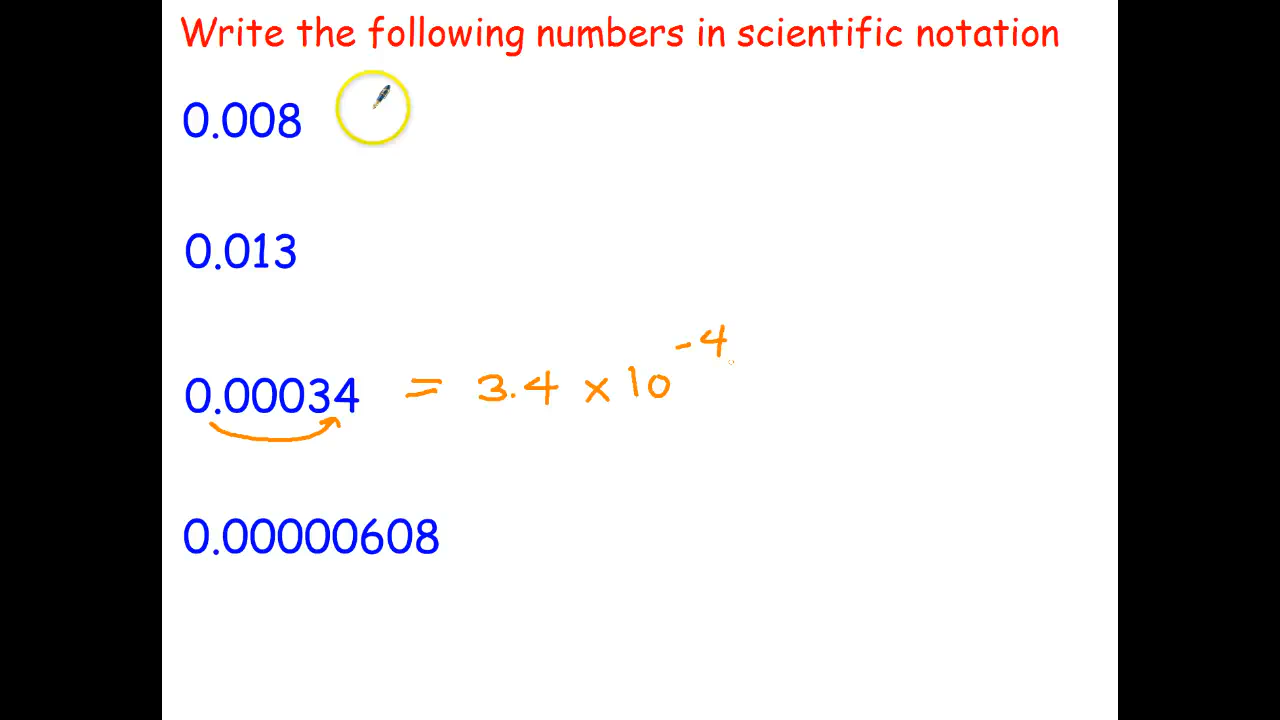 Write the following numbers in scientific notation
0.008
0.013
0.00034 = 3.4 x 10^-4
0.00000608